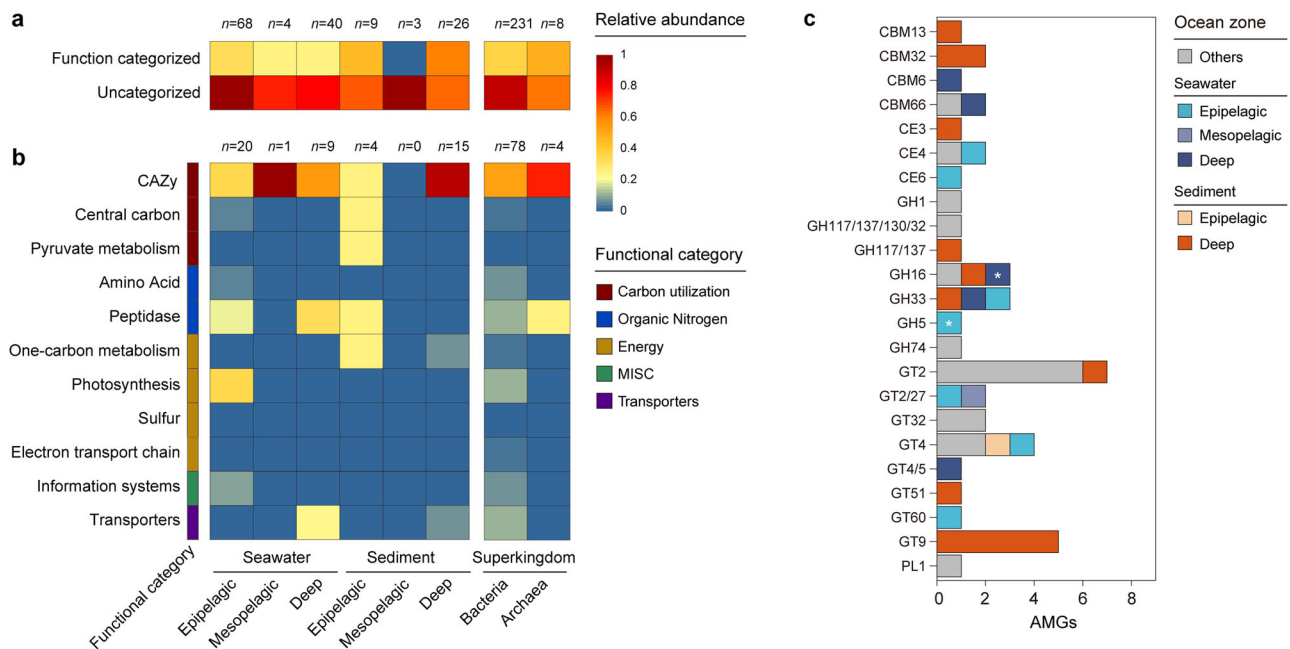 a
n=68 n=4 n=40 n=9 n=3 n=26 n=231 n=8
Function categorized
Uncategorized
Relative abundance
1
0.8
0.6
0.4
0.2
0
b
n=20 n=1 n=9 n=4 n=0 n=15 n=78 n=4
CAZy
Central carbon
Pyruvate metabolism
Amino Acid
Peptidase
One-carbon metabolism
Photosynthesis
Sulfur
Electron transport chain
Information systems
Transporters
Functional category
Seawater Sediment Superkingdom
Epipelagic Mesopelagic Deep Epipelagic Mesopelagic Deep Bacteria Archaea
Functional category
Carbon utilization
Organic Nitrogen
Energy
MISC
Transporters
c
CBM13
CBM32
CBM6
CBM66
CE3
CE4
CE6
GH1
GH117/137/130/32
GH117/137
GH16
*
GH33
GH5
*
GH74
GT2
GT2/27
GT32
GT4
GT4/5
GT51
GT60
GT9
PL1
0 2 4 6 8
AMGs
Ocean zone
Others
Seawater
Epipelagic
Mesopelagic
Deep
Sediment
Epipelagic
Deep